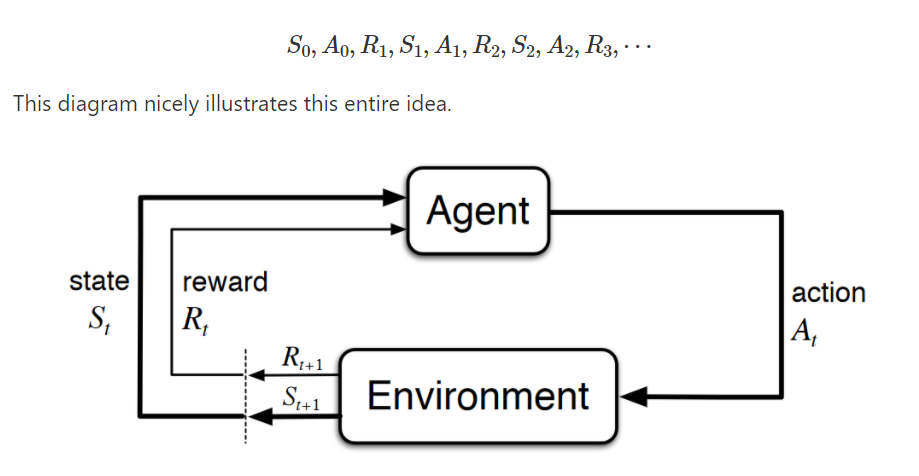 S₀, A₀, R₁, S₁, A₁, R₂, S₂, A₂, R₃, ⋯
This diagram nicely illustrates this entire idea.
Agent
state
Sₜ
reward
Rₜ
action
Aₜ
Rₜ₊₁
Sₜ₊₁
Environment